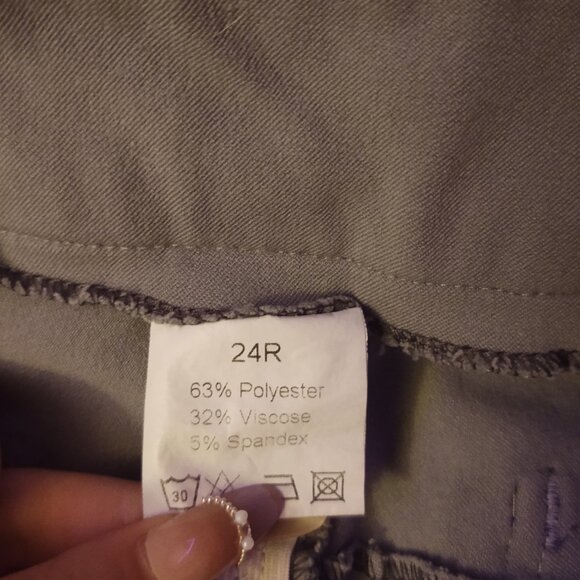 24R
63% Polyester
32% Viscose
5% Spandex
30